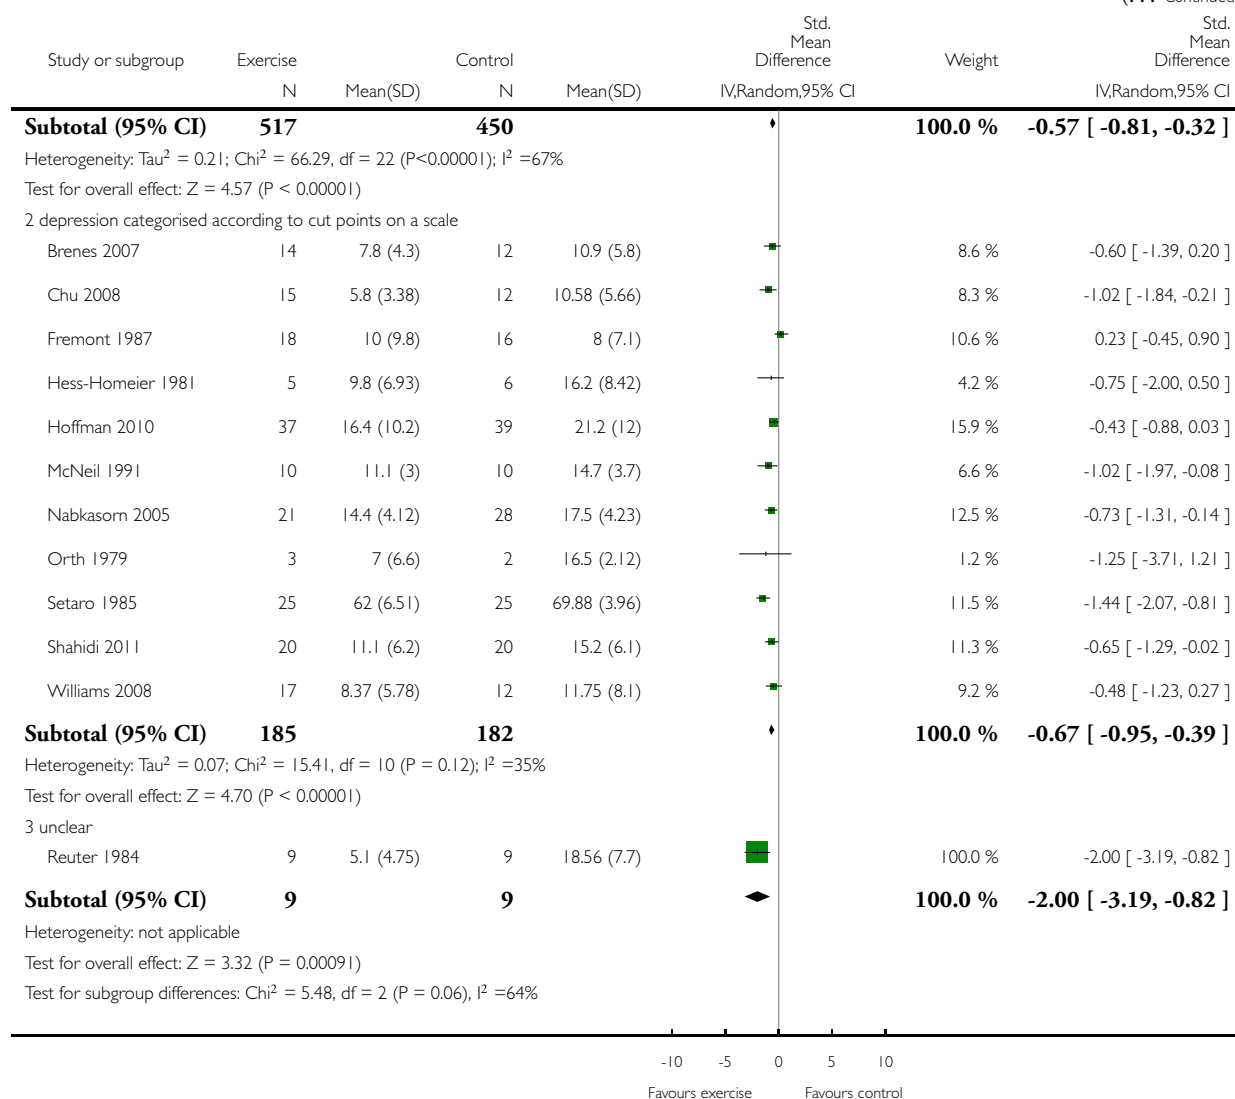 (... Continued
Std. Mean Difference Std. Mean Difference
Study or subgroup Exercise Control Weight
N Mean(SD) N Mean(SD) IV,Random,95% CI IV,Random,95% CI
Subtotal (95% CI) 517 450 100.0 % -0.57 [ -0.81, -0.32 ]
Heterogeneity: Tau² = 0.21; Chi² = 66.29, df = 22 (P<0.00001); I² =67%
Test for overall effect: Z = 4.57 (P < 0.00001)
2 depression categorised according to cut points on a scale
Brenes 2007 14 7.8 (4.3) 12 10.9 (5.8) 8.6 % -0.60 [ -1.39, 0.20 ]
Chu 2008 15 5.8 (3.38) 12 10.58 (5.66) 8.3 % -1.02 [ -1.84, -0.21 ]
Fremont 1987 18 10 (9.8) 16 8 (7.1) 10.6 % 0.23 [ -0.45, 0.90 ]
Hess-Homeier 1981 5 9.8 (6.93) 6 16.2 (8.42) 4.2 % -0.75 [ -2.00, 0.50 ]
Hoffman 2010 37 16.4 (10.2) 39 21.2 (12) 15.9 % -0.43 [ -0.88, 0.03 ]
McNeil 1991 10 11.1 (3) 10 14.7 (3.7) 6.6 % -1.02 [ -1.97, -0.08 ]
Nabkasorn 2005 21 14.4 (4.12) 28 17.5 (4.23) 12.5 % -0.73 [ -1.31, -0.14 ]
Orth 1979 3 7 (6.6) 2 16.5 (2.12) 1.2 % -1.25 [ -3.71, 1.21 ]
Setaro 1985 25 62 (6.51) 25 69.88 (3.96) 11.5 % -1.44 [ -2.07, -0.81 ]
Shahidi 2011 20 11.1 (6.2) 20 15.2 (6.1) 11.3 % -0.65 [ -1.29, -0.02 ]
Williams 2008 17 8.37 (5.78) 12 11.75 (8.1) 9.2 % -0.48 [ -1.23, 0.27 ]
Subtotal (95% CI) 185 182 100.0 % -0.67 [ -0.95, -0.39 ]
Heterogeneity: Tau² = 0.07; Chi² = 15.41, df = 10 (P = 0.12); I² =35%
Test for overall effect: Z = 4.70 (P < 0.00001)
3 unclear
Reuter 1984 9 5.1 (4.75) 9 18.56 (7.7) 100.0 % -2.00 [ -3.19, -0.82 ]
Subtotal (95% CI) 9 9 100.0 % -2.00 [ -3.19, -0.82 ]
Heterogeneity: not applicable
Test for overall effect: Z = 3.32 (P = 0.00091)
Test for subgroup differences: Chi² = 5.48, df = 2 (P = 0.06), I² =64%
-10 -5 0 5 10
Favours exercise Favours control